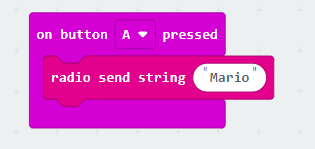 on button A pressed
radio send string "Mario"